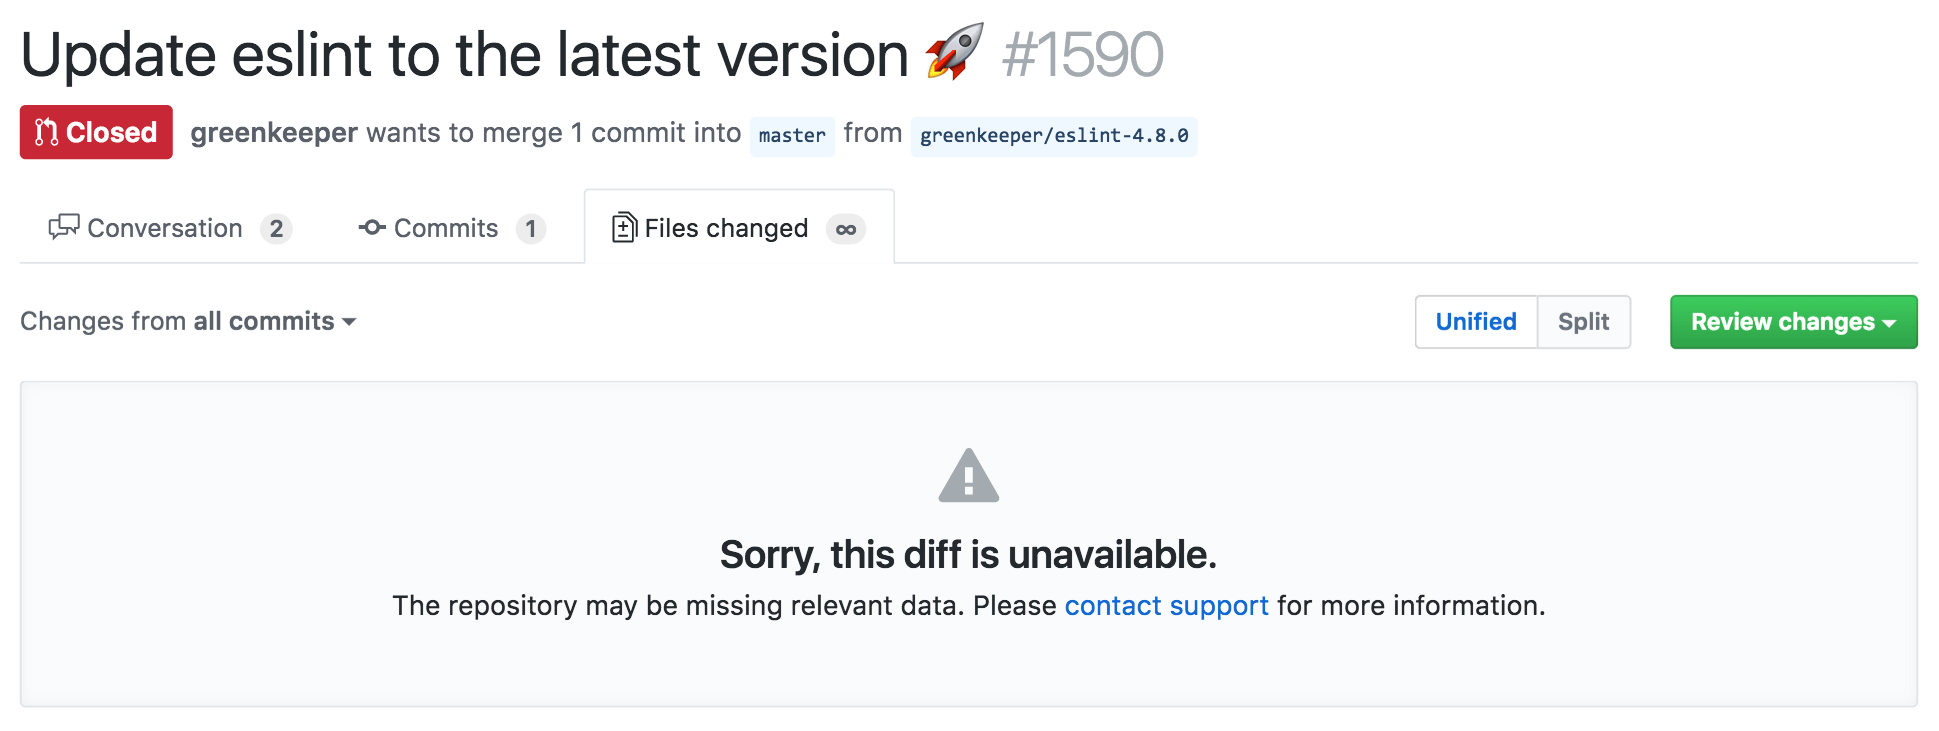 Update eslint to the latest version 🚀 #1590
Closed greenkeeper wants to merge 1 commit into master from greenkeeper/eslint-4.8.0
Conversation 2 Commits 1 Files changed ∞
Changes from all commits Unified Split Review changes
Sorry, this diff is unavailable.
The repository may be missing relevant data. Please contact support for more information.